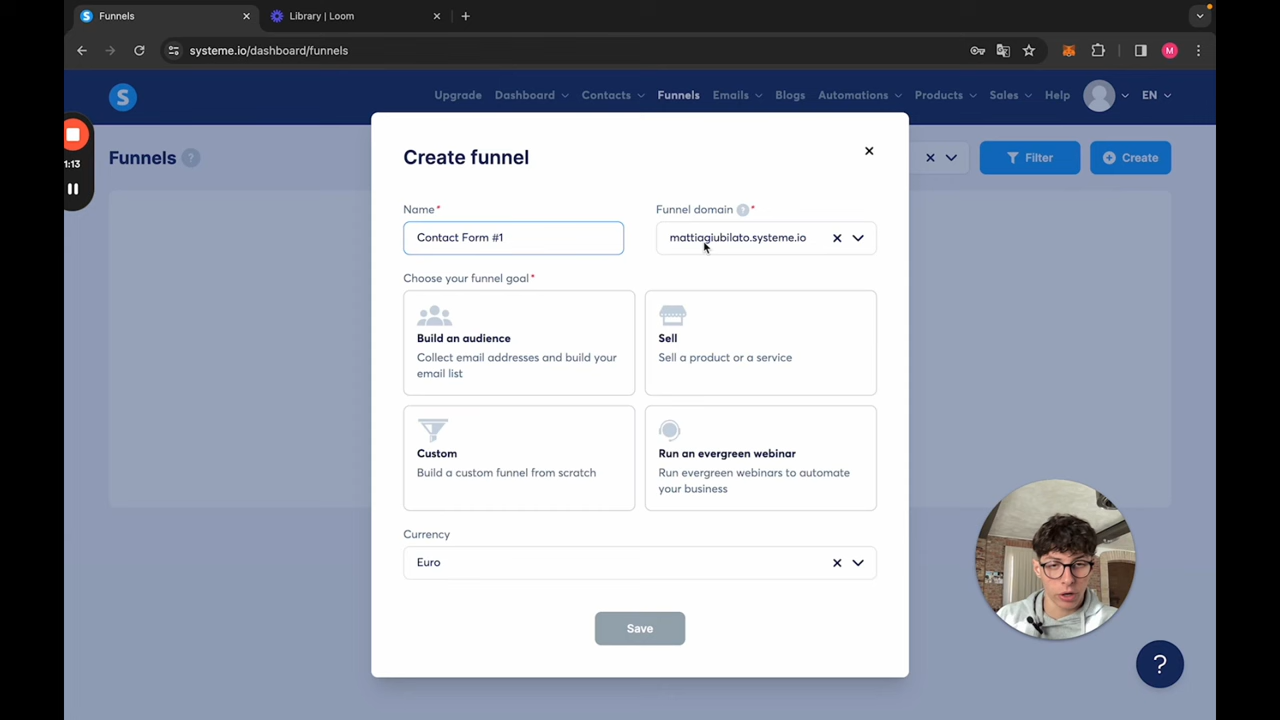 Funnels
Library | Loom
systeme.io/dashboard/funnels
M
S
Upgrade
Dashboard
Contacts
Funnels
Emails
Blogs
Automations
Products
Sales
Help
EN
1:13
Funnels ?
Filter
Create
Create funnel
Name*
Funnel domain ? *
Contact Form #1
mattiagiubilato.systeme.io
Choose your funnel goal*
Build an audience
Collect email addresses and build your
email list
Sell
Sell a product or a service
Custom
Build a custom funnel from scratch
Run an evergreen webinar
Run evergreen webinars to automate
your business
Currency
Euro
Save
?